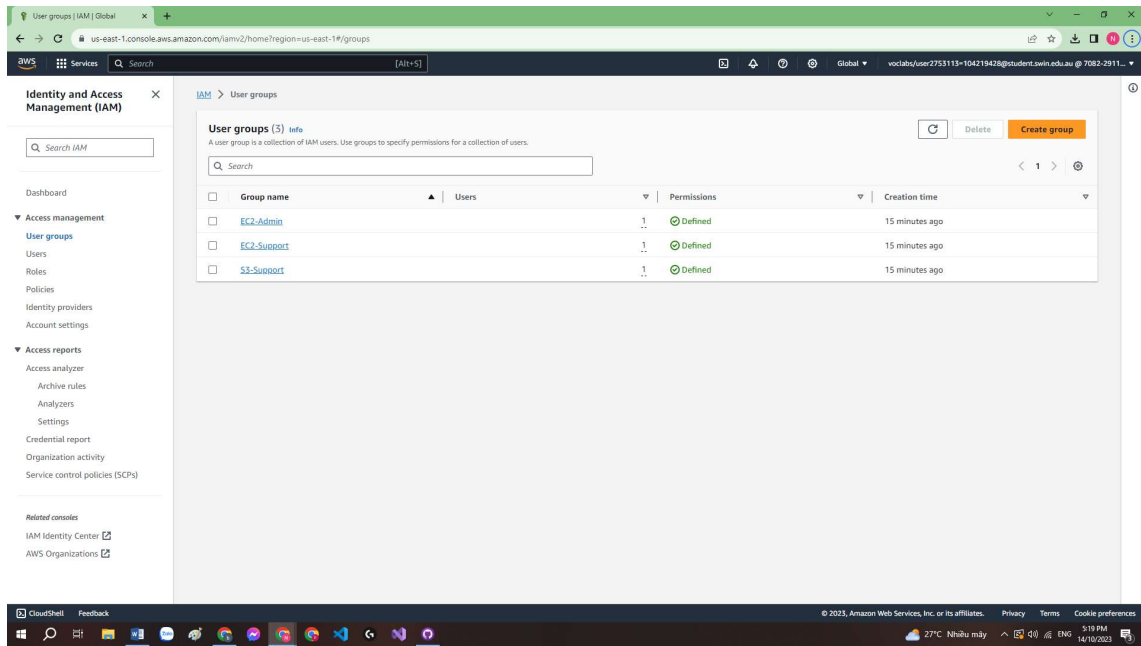 User groups | IAM | Global
us-east-1.console.aws.amazon.com/iamv2/home?region=us-east-1#/groups
N
aws Services Search [Alt+S] Global voclabs/user2753113=104219428@student.swin.edu.au @ 7082-2911...
Identity and Access
Management (IAM)
Search IAM
Dashboard
Access management
User groups
Users
Roles
Policies
Identity providers
Account settings
Access reports
Access analyzer
Archive rules
Analyzers
Settings
Credential report
Organization activity
Service control policies (SCPs)
Related consoles
IAM Identity Center
AWS Organizations
IAM > User groups
User groups (3) Info
A user group is a collection of IAM users. Use groups to specify permissions for a collection of users.
Delete Create group
Search
1
Group name Users Permissions Creation time
EC2-Admin 1 Defined 15 minutes ago
EC2-Support 1 Defined 15 minutes ago
S3-Support 1 Defined 15 minutes ago
CloudShell Feedback © 2023, Amazon Web Services, Inc. or its affiliates. Privacy Terms Cookie preferences
Zalo
27°C Nhiều mây ENG 5:19 PM
14/10/2023
3